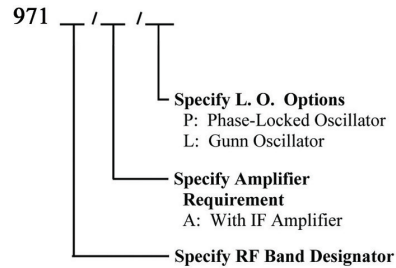 971 __ / __ / __
Specify L. O. Options
P: Phase-Locked Oscillator
L: Gunn Oscillator
Specify Amplifier
Requirement
A: With IF Amplifier
Specify RF Band Designator